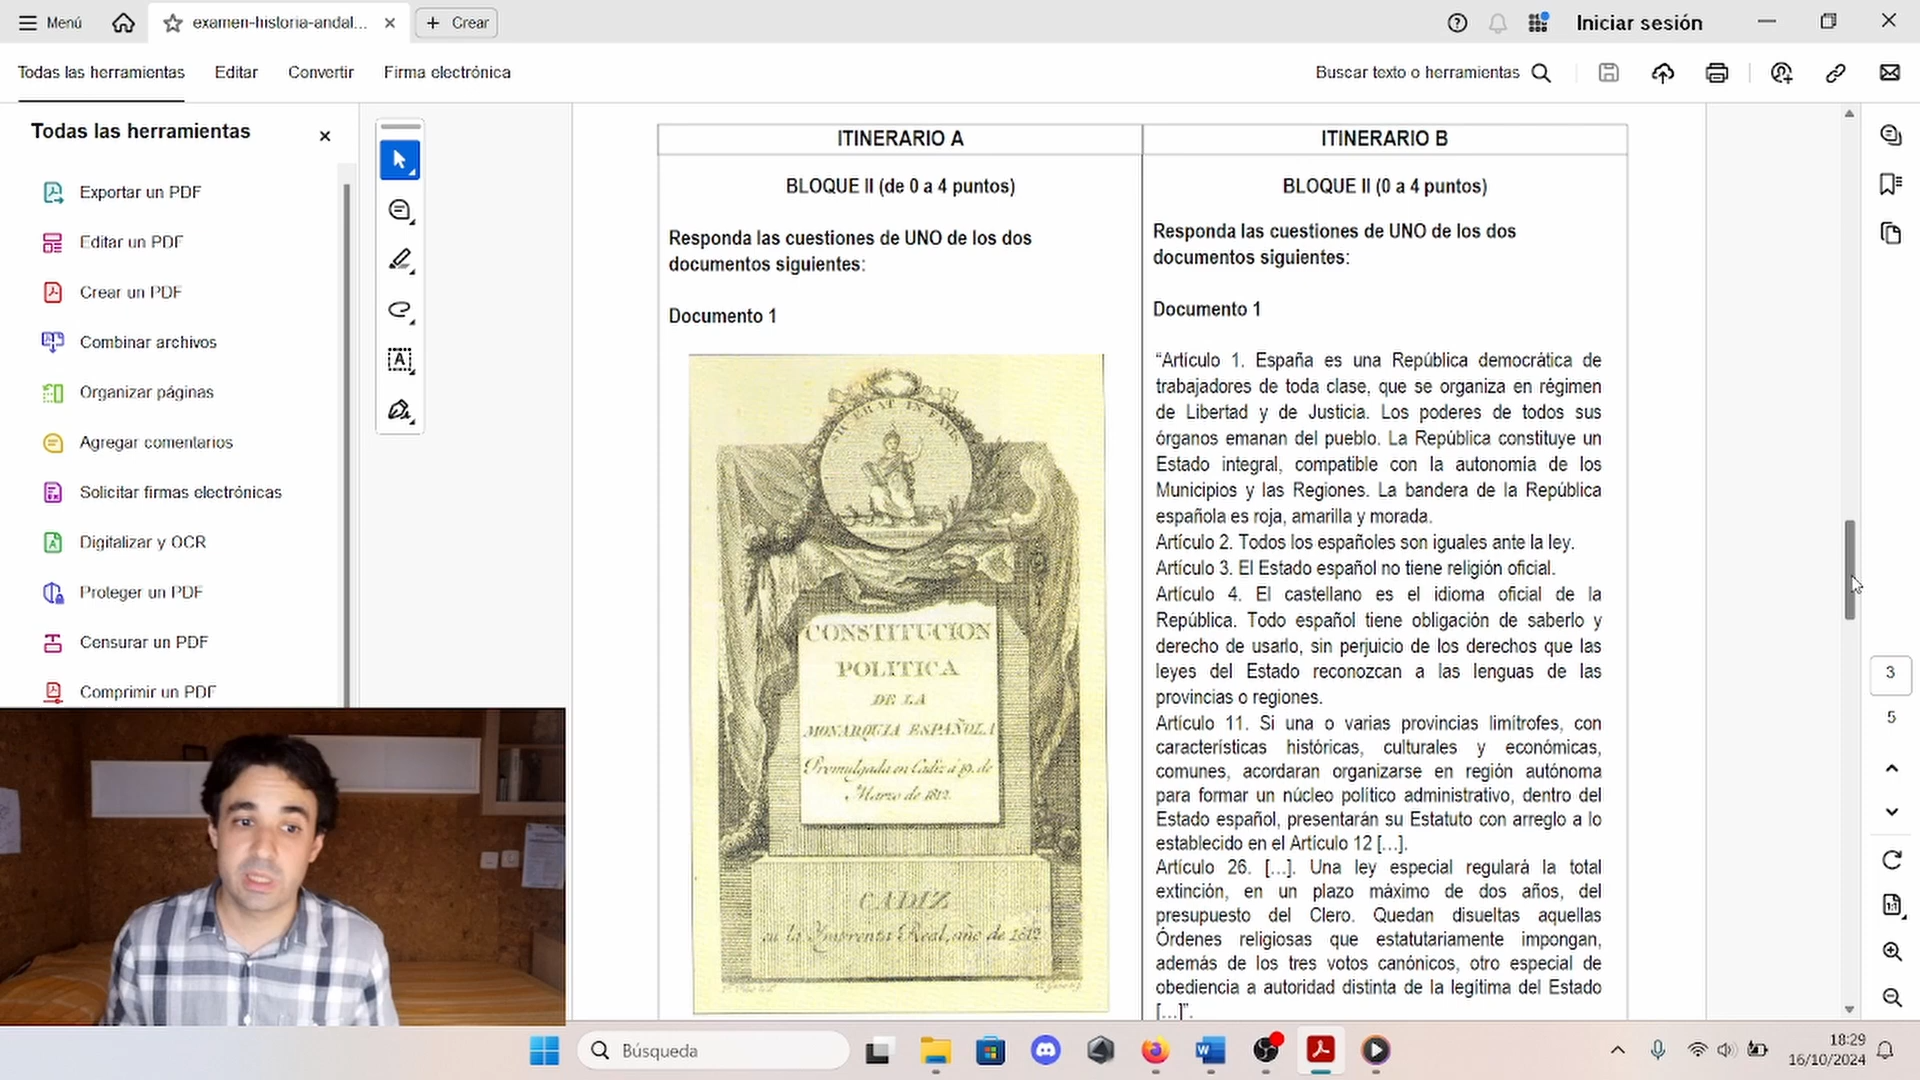 Menú
examen-historia-andal...
Crear
Iniciar sesión
Todas las herramientas
Editar
Convertir
Firma electrónica
Buscar texto o herramientas
Todas las herramientas
Exportar un PDF
Editar un PDF
Crear un PDF
Combinar archivos
Organizar páginas
Agregar comentarios
Solicitar firmas electrónicas
Digitalizar y OCR
Proteger un PDF
Censurar un PDF
Comprimir un PDF
ITINERARIO A
BLOQUE II (de 0 a 4 puntos)
Responda las cuestiones de UNO de los dos
documentos siguientes:
Documento 1
CONSTITUCION
POLITICA
DE LA
MONARQUIA ESPAÑOLA
Promulgada en Cadiz á 19. de
Marzo de 1812.
CADIZ
en la Imprenta Real, año de 1812
ITINERARIO B
BLOQUE II (0 a 4 puntos)
Responda las cuestiones de UNO de los dos
documentos siguientes:
Documento 1
“Artículo 1. España es una República democrática de
trabajadores de toda clase, que se organiza en régimen
de Libertad y de Justicia. Los poderes de todos sus
órganos emanan del pueblo. La República constituye un
Estado integral, compatible con la autonomía de los
Municipios y las Regiones. La bandera de la República
española es roja, amarilla y morada.
Artículo 2. Todos los españoles son iguales ante la ley.
Artículo 3. El Estado español no tiene religión oficial.
Artículo 4. El castellano es el idioma oficial de la
República. Todo español tiene obligación de saberlo y
derecho de usarlo, sin perjuicio de los derechos que las
leyes del Estado reconozcan a las lenguas de las
provincias o regiones.
Artículo 11. Si una o varias provincias limítrofes, con
características históricas, culturales y económicas,
comunes, acordaran organizarse en región autónoma
para formar un núcleo político administrativo, dentro del
Estado español, presentarán su Estatuto con arreglo a lo
establecido en el Artículo 12 [...].
Artículo 26. [...]. Una ley especial regulará la total
extinción, en un plazo máximo de dos años, del
presupuesto del Clero. Quedan disueltas aquellas
Órdenes religiosas que estatutariamente impongan,
además de los tres votos canónicos, otro especial de
obediencia a autoridad distinta de la legítima del Estado
[...]”.
3
5
Búsqueda
18:29
16/10/2024